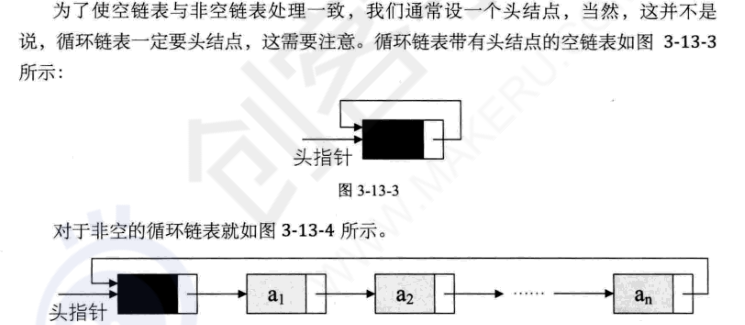 为了使空链表与非空链表处理一致，我们通常设一个头结点，当然，这并不是
说，循环链表一定要头结点，这需要注意。循环链表带有头结点的空链表如图 3-13-3
所示：
头指针
图 3-13-3
对于非空的循环链表就如图 3-13-4 所示。
a1 a2 ...... an
头指针
创客
WWW.MAKERU.